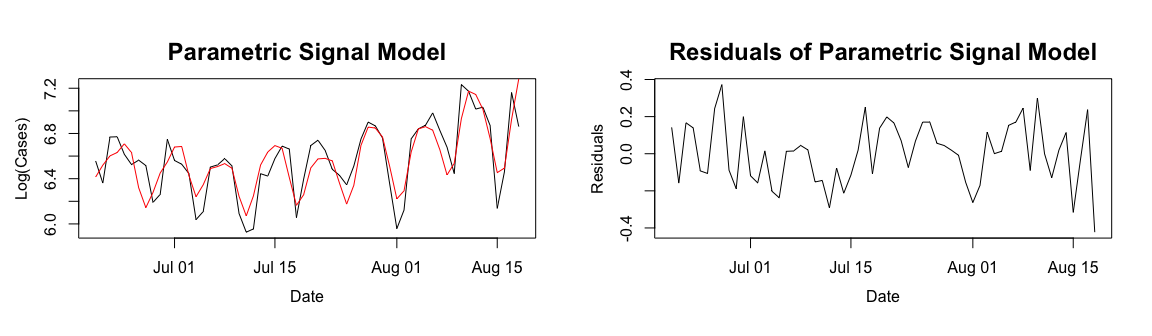 Parametric Signal Model
Log(Cases)
7.2
6.8
6.4
6.0
Jul 01
Jul 15
Aug 01
Aug 15
Date
Residuals of Parametric Signal Model
Residuals
0.4
0.2
0.0
-0.4
Jul 01
Jul 15
Aug 01
Aug 15
Date